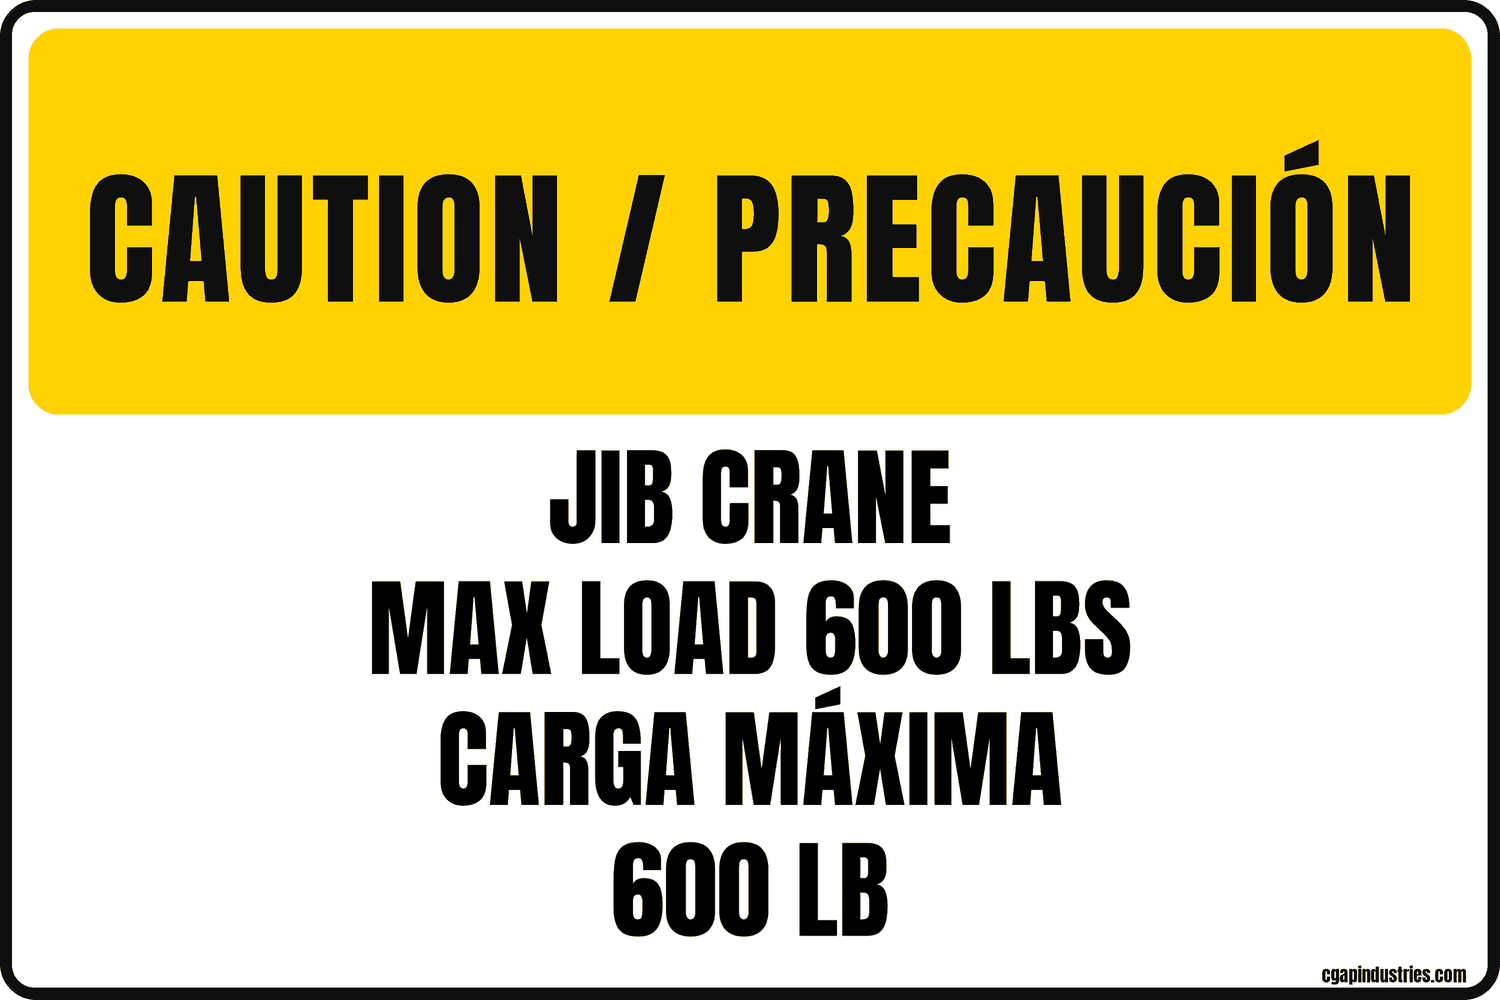 CAUTION / PRECAUCIÓN
JIB CRANE
MAX LOAD 600 LBS
CARGA MÁXIMA
600 LB
cgapindustries.com